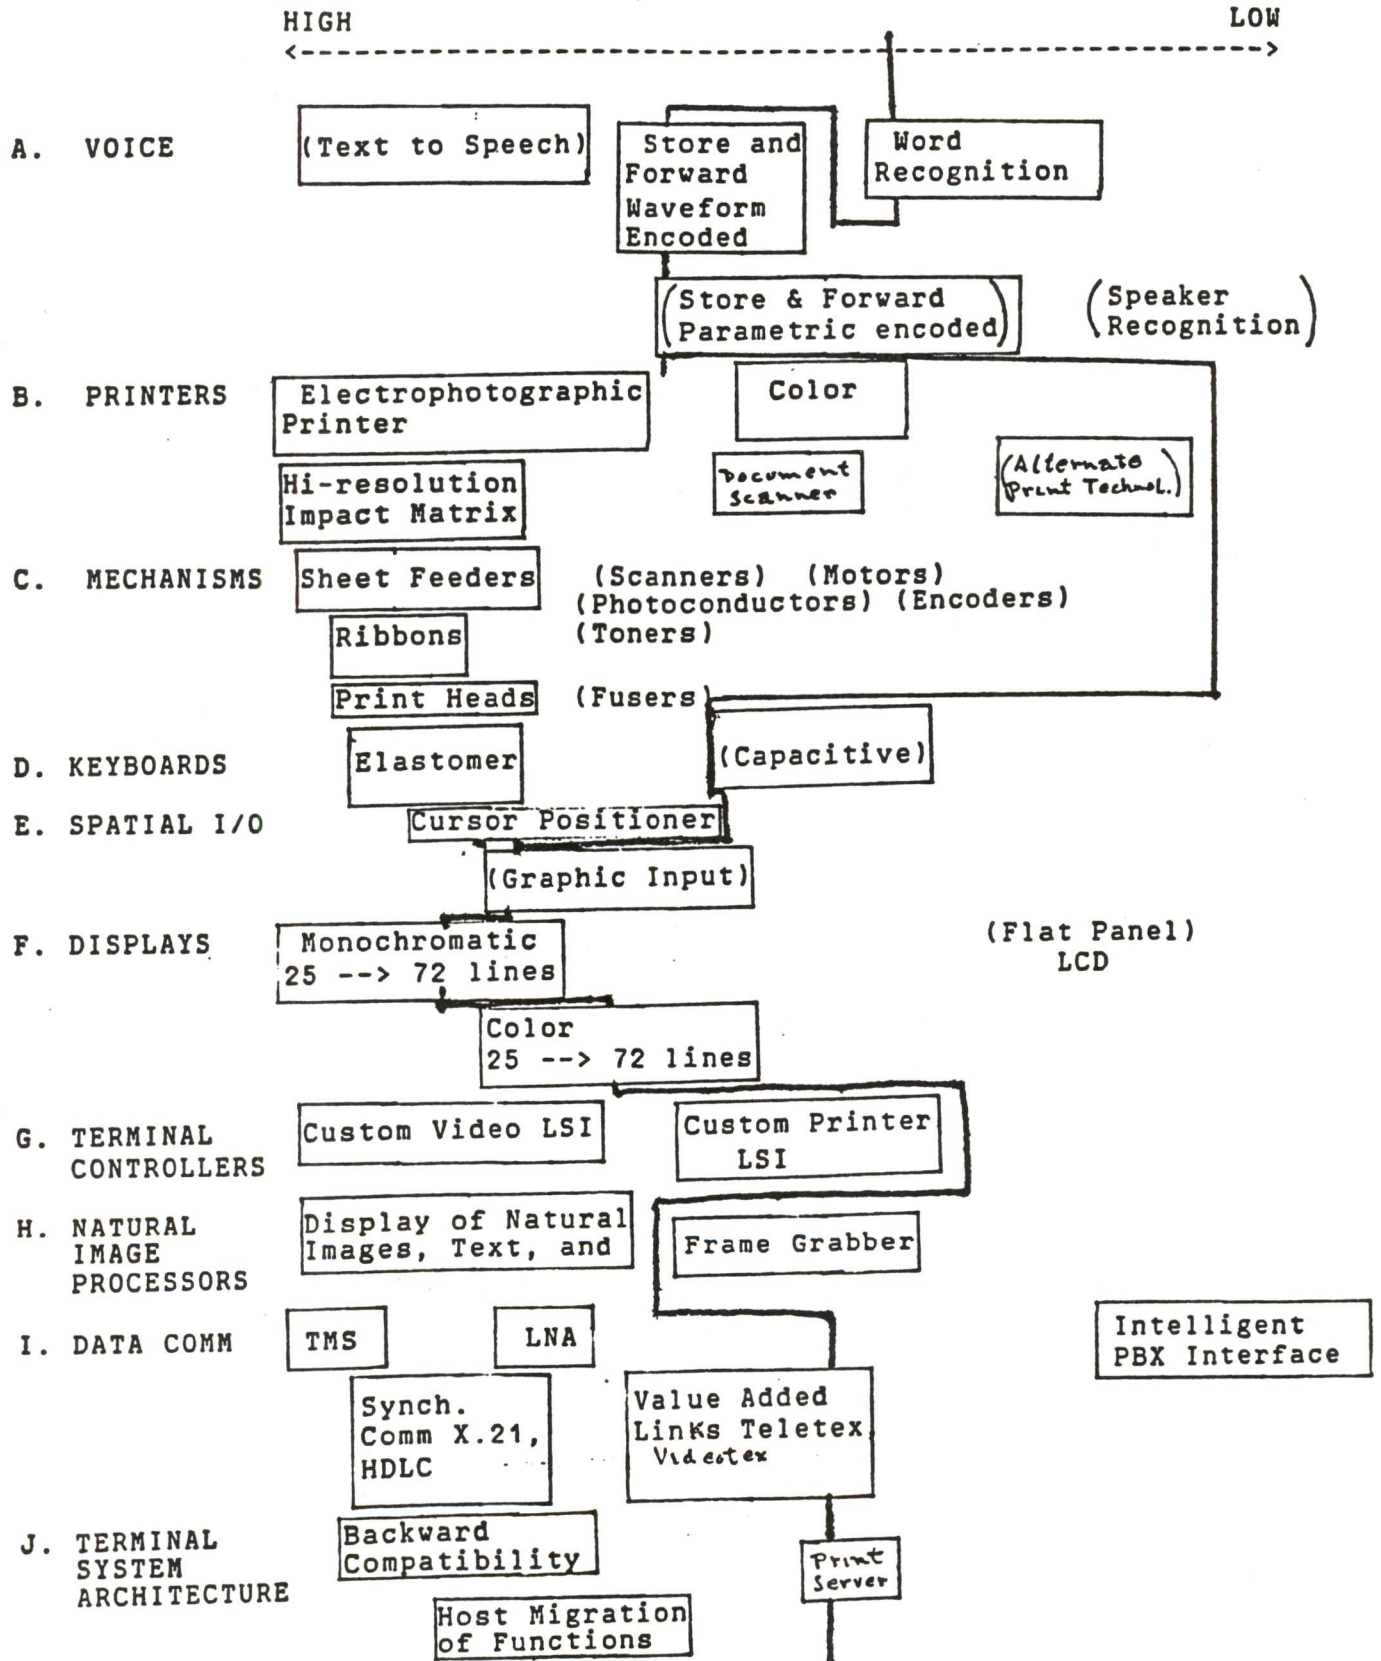 HIGH LOW
<---------------------------------------------------------------->
A. VOICE
(Text to Speech)
Store and
Forward
Waveform
Encoded
Word
Recognition
(Store & Forward
Parametric encoded)
(Speaker
Recognition)
B. PRINTERS
Electrophotographic
Printer
Color
Hi-resolution
Impact Matrix
Document
Scanner
(Alternate
Print Technol.)
C. MECHANISMS
Sheet Feeders
(Scanners) (Motors)
(Photoconductors) (Encoders)
Ribbons
(Toners)
Print Heads
(Fusers)
D. KEYBOARDS
Elastomer
(Capacitive)
E. SPATIAL I/O
Cursor Positioner
(Graphic Input)
F. DISPLAYS
Monochromatic
25 --> 72 lines
(Flat Panel)
LCD
Color
25 --> 72 lines
G. TERMINAL
CONTROLLERS
Custom Video LSI
Custom Printer
LSI
H. NATURAL
IMAGE
PROCESSORS
Display of Natural
Images, Text, and
Frame Grabber
I. DATA COMM
TMS
LNA
Intelligent
PBX Interface
Synch.
Comm X.21,
HDLC
Value Added
Links Teletex
Videotex
J. TERMINAL
SYSTEM
ARCHITECTURE
Backward
Compatibility
Print
Server
Host Migration
of Functions